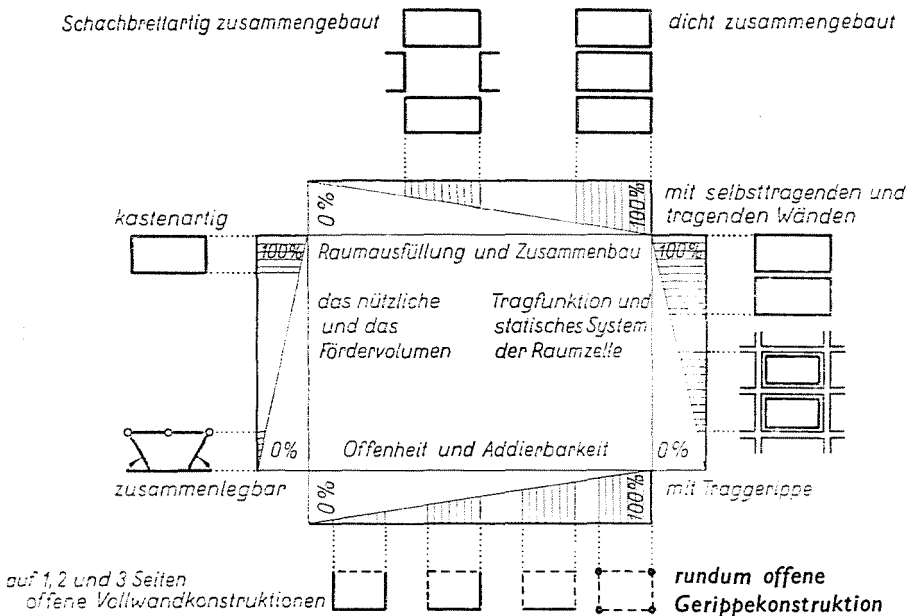 Schachbrettartig zusammengebaut
dicht zusammengebaut
0%
100%
mit selbsttragenden und
tragenden Wänden
kastenartig
100%
Raumausfüllung und Zusammenbau
100%
das nützliche
und das
Fördervolumen
Tragfunktion und
statisches System
der Raumzelle
0%
Offenheit und Addierbarkeit
0%
zusammenlegbar
0%
100%
mit Traggerippe
auf 1, 2 und 3 Seiten
offene Vollwandkonstruktionen
rundum offene
Gerippekonstruktion